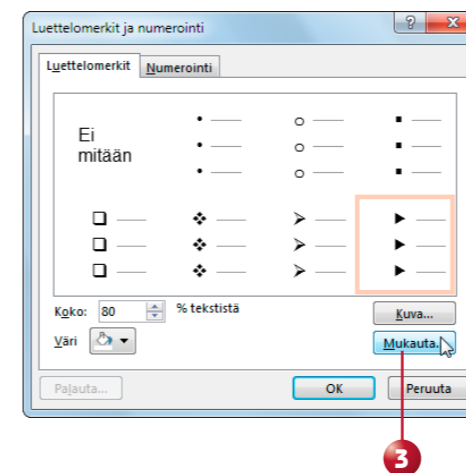 Luettelomerkit ja numerointi
Luettelomerkit Numerointi
Ei
mitään
Koko: 80 % tekstistä
Kuva...
Väri
Mukauta...
Palauta...
OK
Peruuta
3